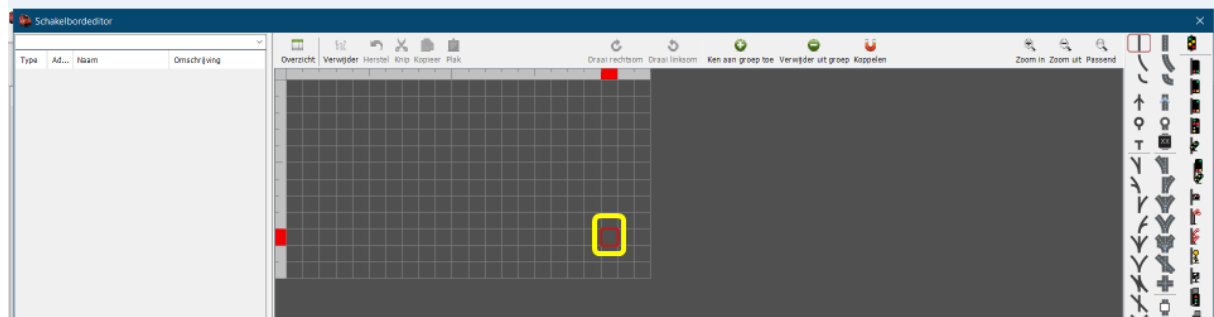 Schakelbordeditor
Overzicht Verwijder Herstel Knip Kopieer Plak Draai rechtsom Draai linksom Ken aan groep toe Verwijder uit groep Koppelen Zoom in Zoom uit Passend
Type Ad... Naam Omschrijving